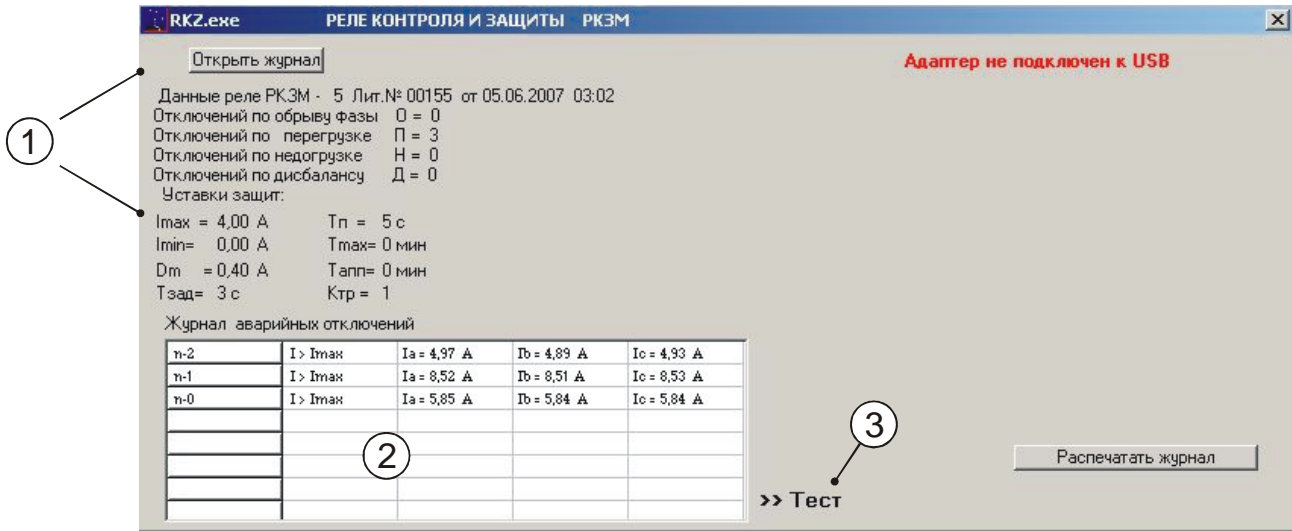 RKZ.exe РЕЛЕ КОНТРОЛЯ И ЗАЩИТЫ РКЗМ
Открыть журнал
Адаптер не подключен к USB
Данные реле РКЗМ - 5 Лит.№ 00155 от 05.06.2007 03:02
Отключений по обрыву фазы О = 0
Отключений по перегрузке П = 3
Отключений по недогрузке Н = 0
Отключений по дисбалансу Д = 0
Уставки защит:
1
Imax = 4,00 А Тп = 5 с
Imin= 0,00 А Tmax= 0 мин
Dm = 0,40 А Тапп= 0 мин
Тзад= 3 с Ктр = 1
Журнал аварийных отключений
n-2 I > Imax Ia = 4,97 А Ib = 4,89 А Ic = 4,93 А
n-1 I > Imax Ia = 8,52 А Ib = 8,51 А Ic = 8,53 А
n-0 I > Imax Ia = 5,85 А Ib = 5,84 А Ic = 5,84 А
2
3
Распечатать журнал
>> Тест